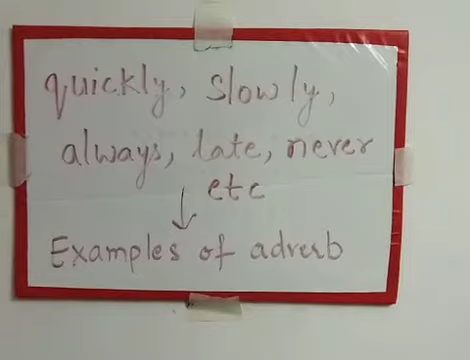 quickly, slowly,
always, late, never
etc
↓
Examples of adverb